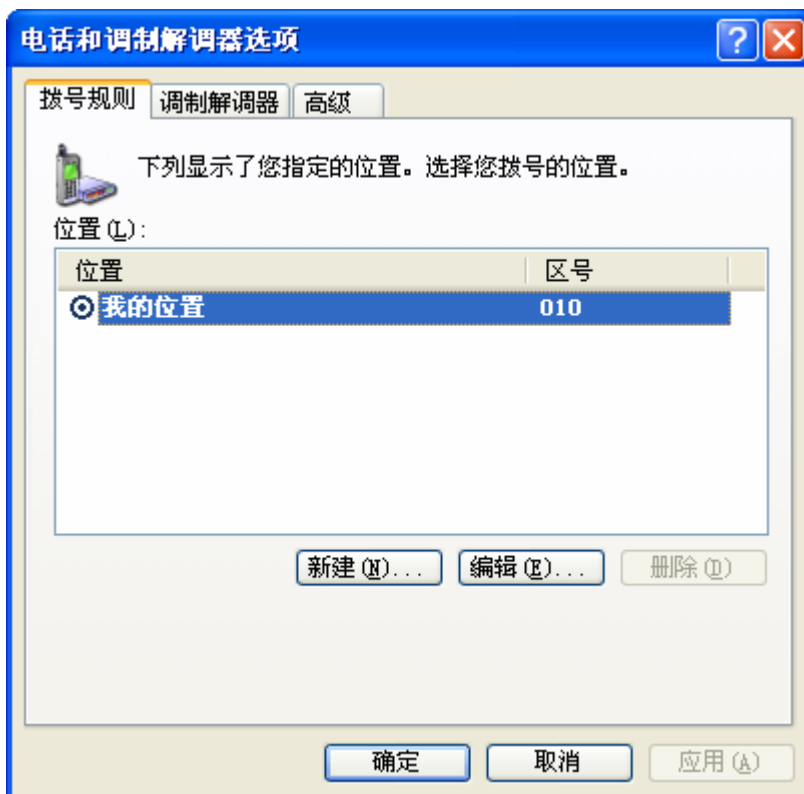 电话和调制解调器选项
拨号规则 调制解调器 高级
下列显示了您指定的位置。选择您拨号的位置。
位置(L):
位置 区号
我的位置 010
新建(N)... 编辑(E)... 删除(D)
确定 取消 应用(A)